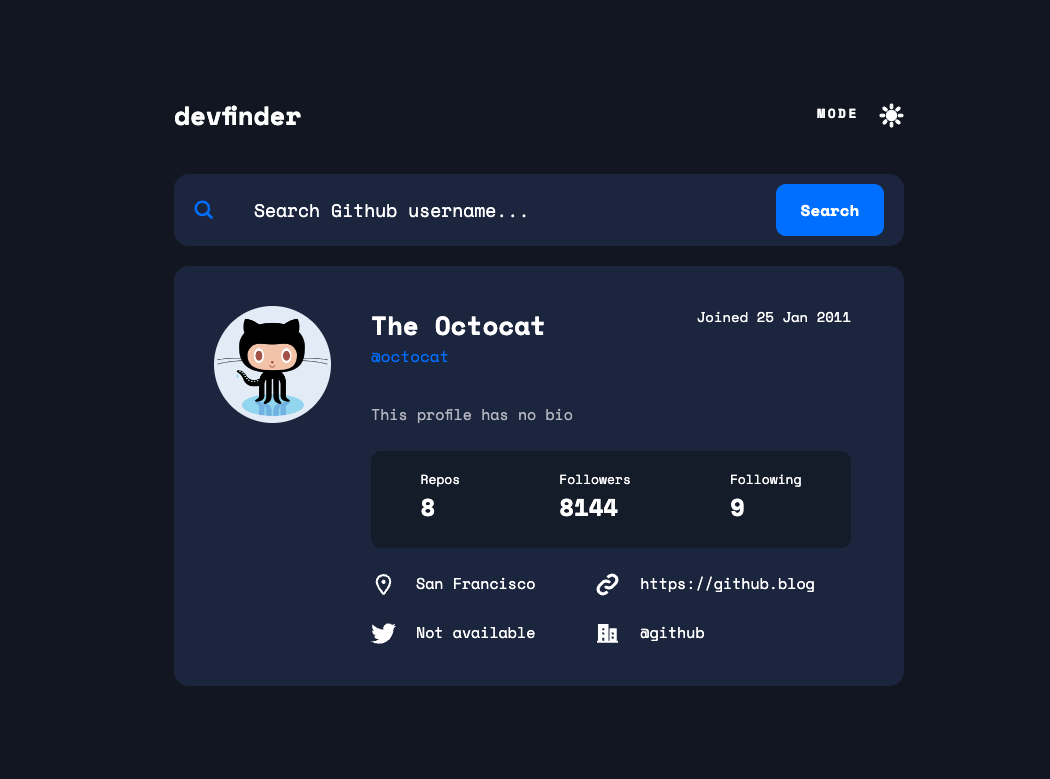 devfinder
MODE
Search Github username...
Search
The Octocat
Joined 25 Jan 2011
@octocat
This profile has no bio
Repos
Followers
Following
8
8144
9
San Francisco
https://github.blog
Not available
@github